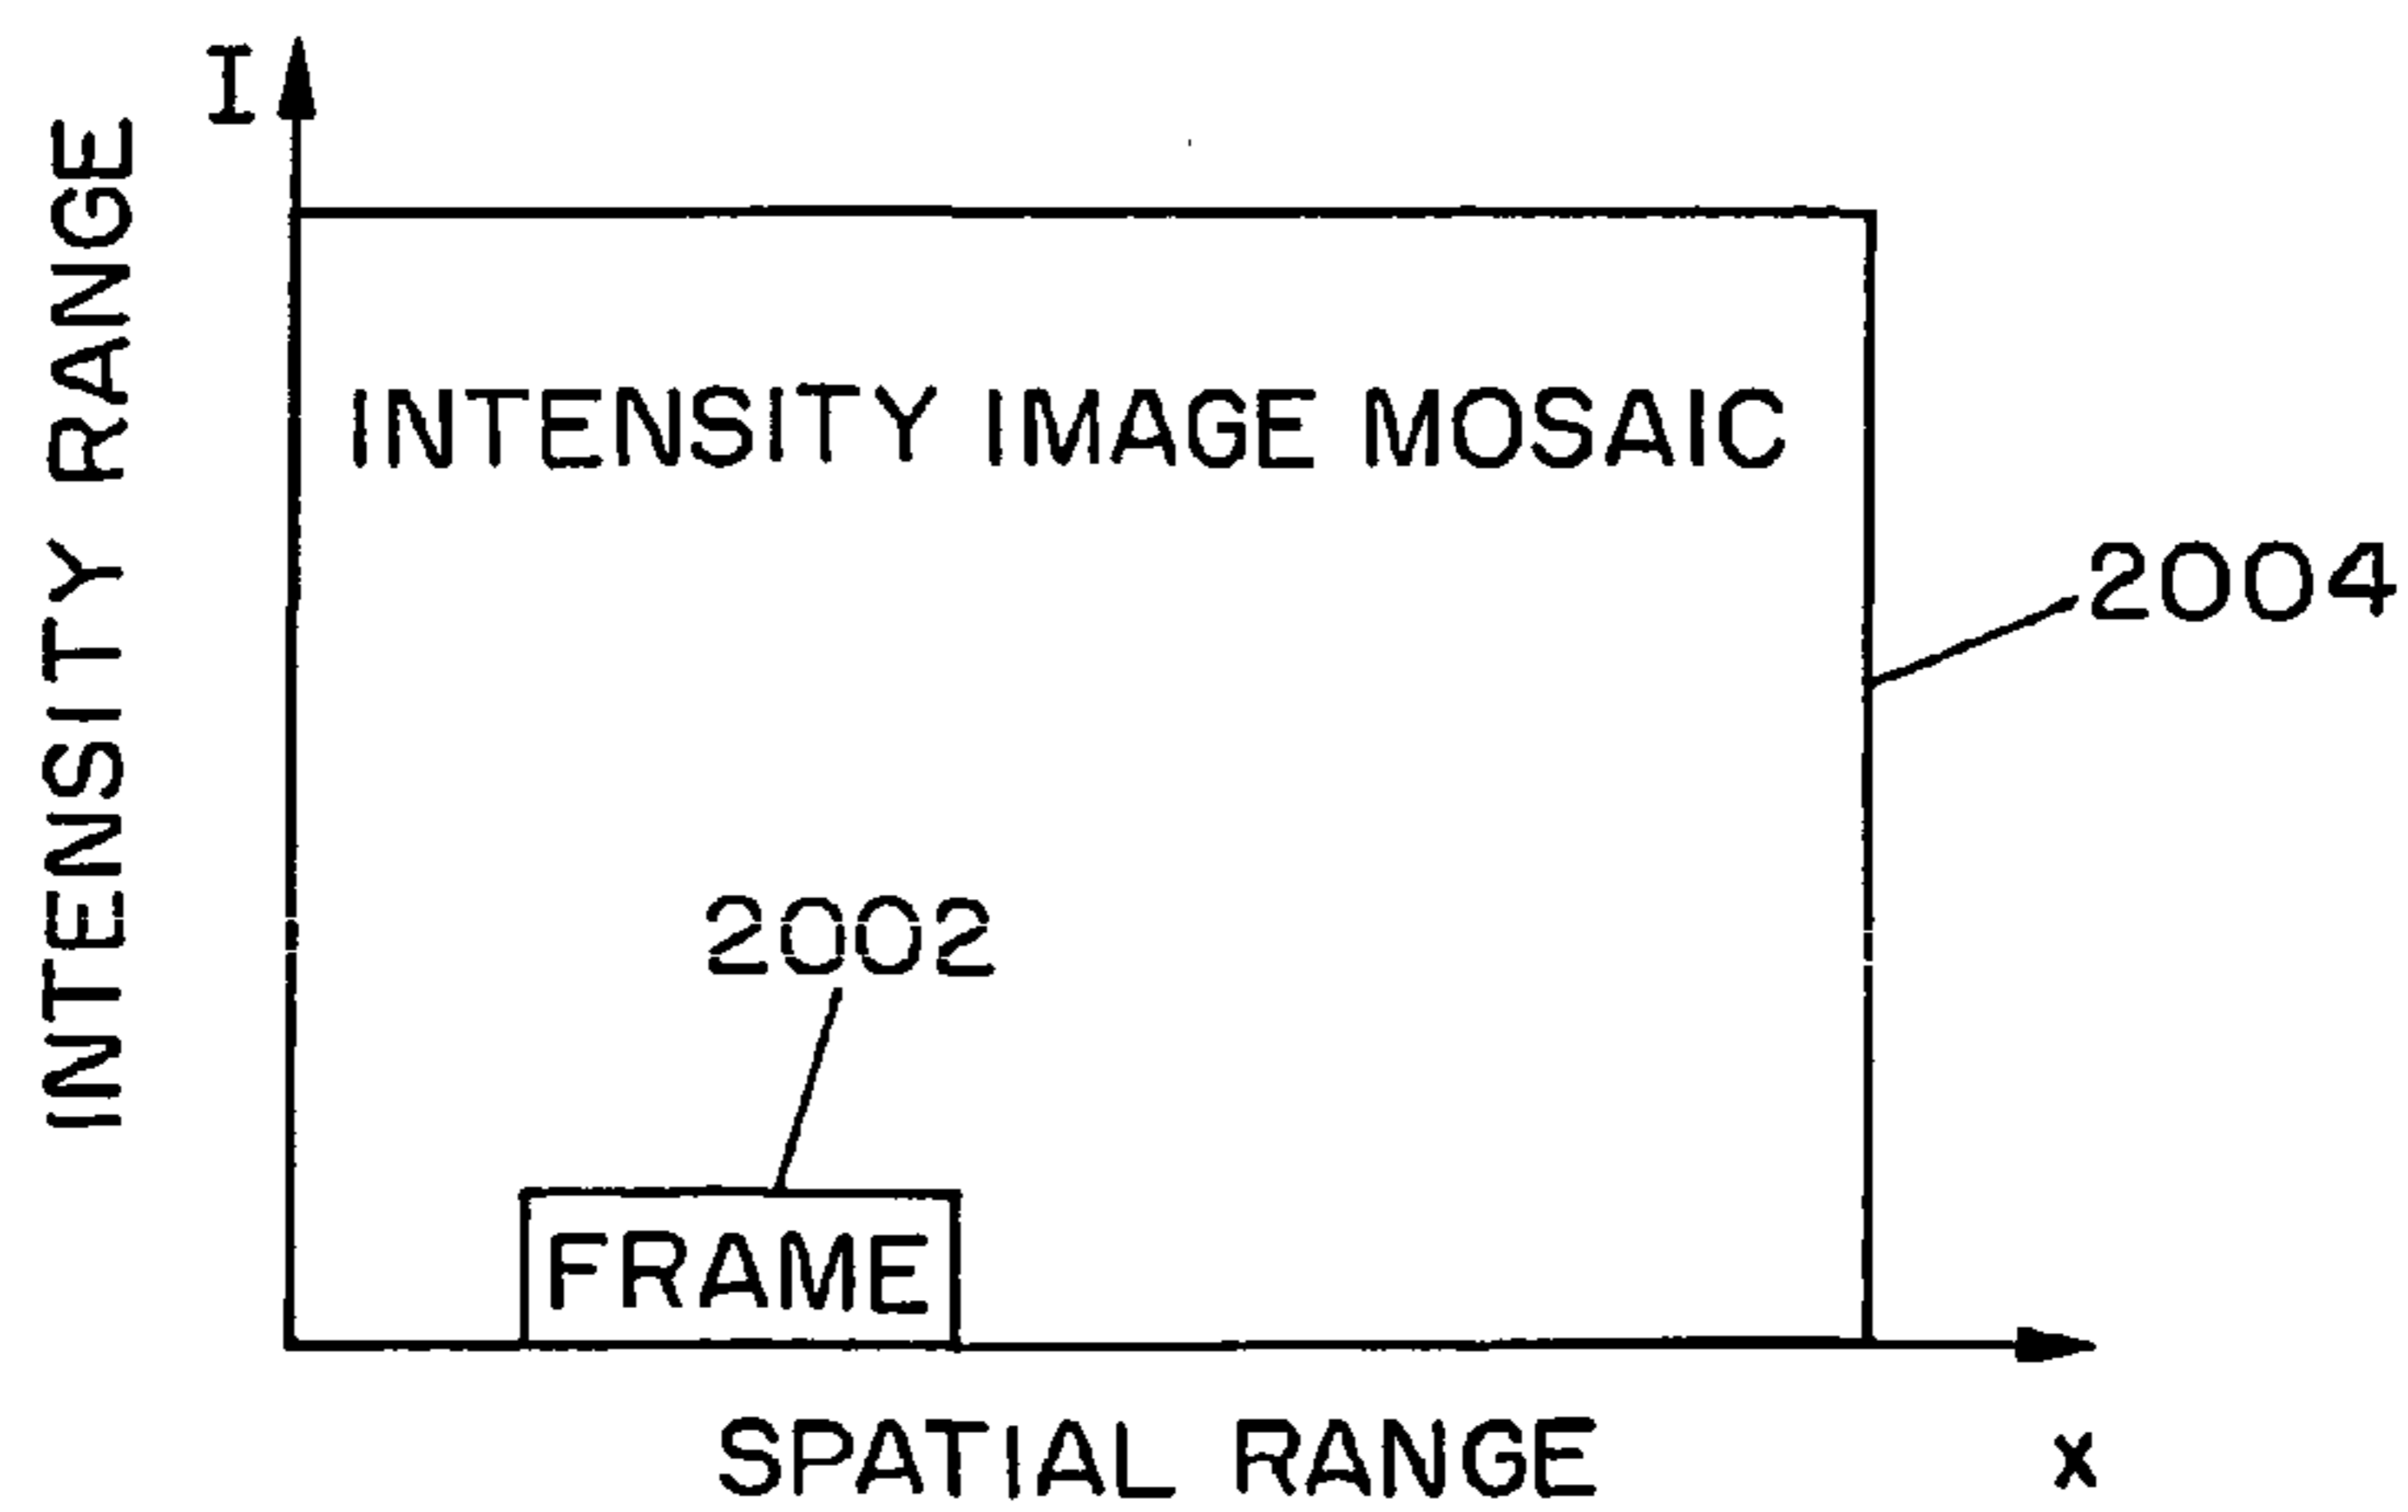 I
INTENSITY RANGE
INTENSITY IMAGE MOSAIC
2004
2002
FRAME
SPATIAL RANGE
X